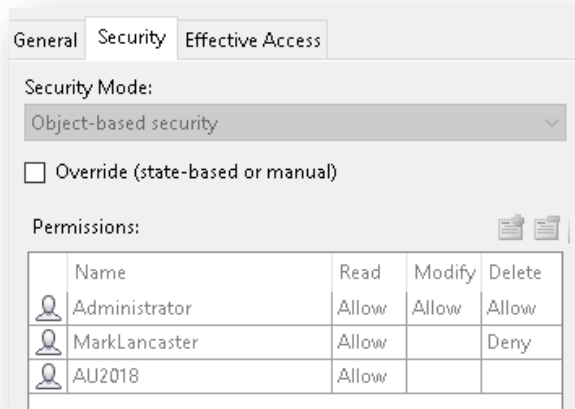 General Security Effective Access
Security Mode:
Object-based security
Override (state-based or manual)
Permissions:
Name Read Modify Delete
Administrator Allow Allow Allow
MarkLancaster Allow Deny
AU2018 Allow